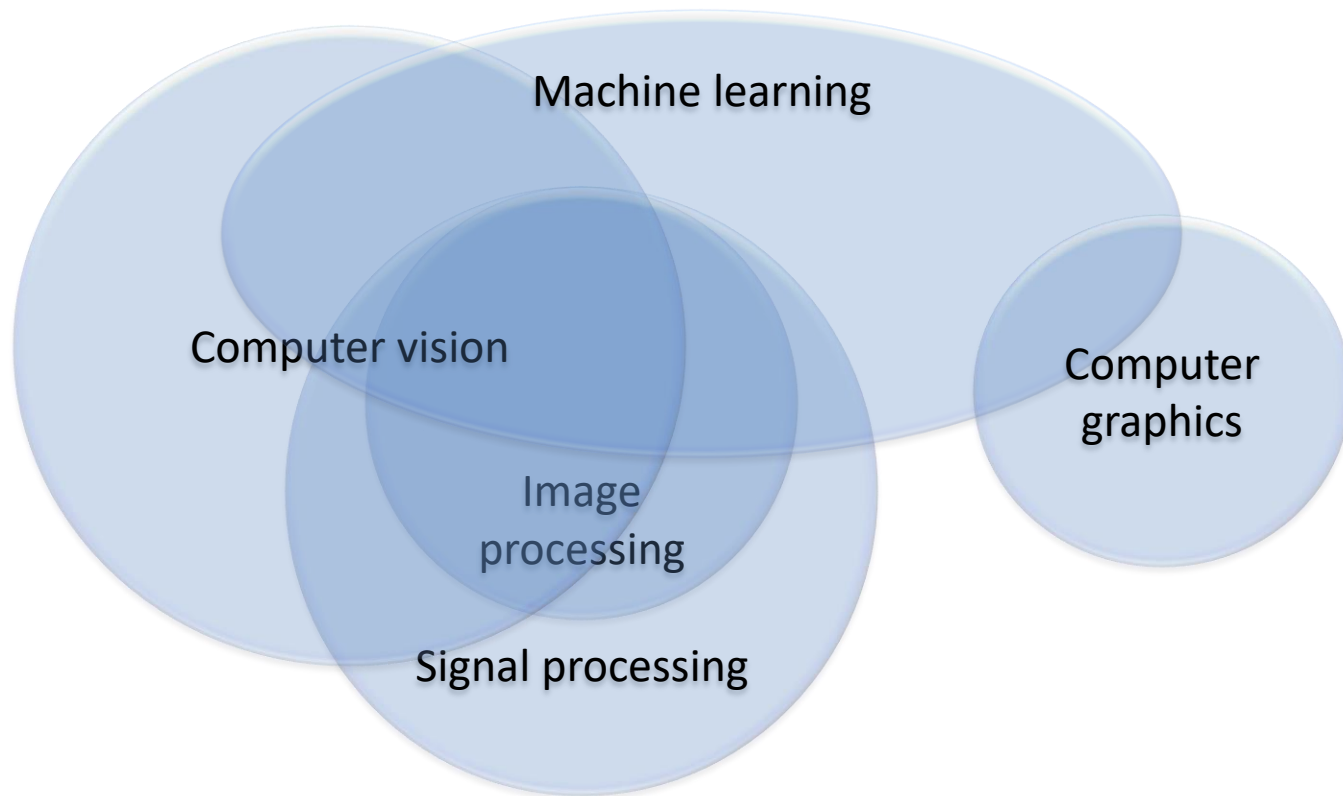 Machine learning
Computer vision
Computer
graphics
Image
processing
Signal processing